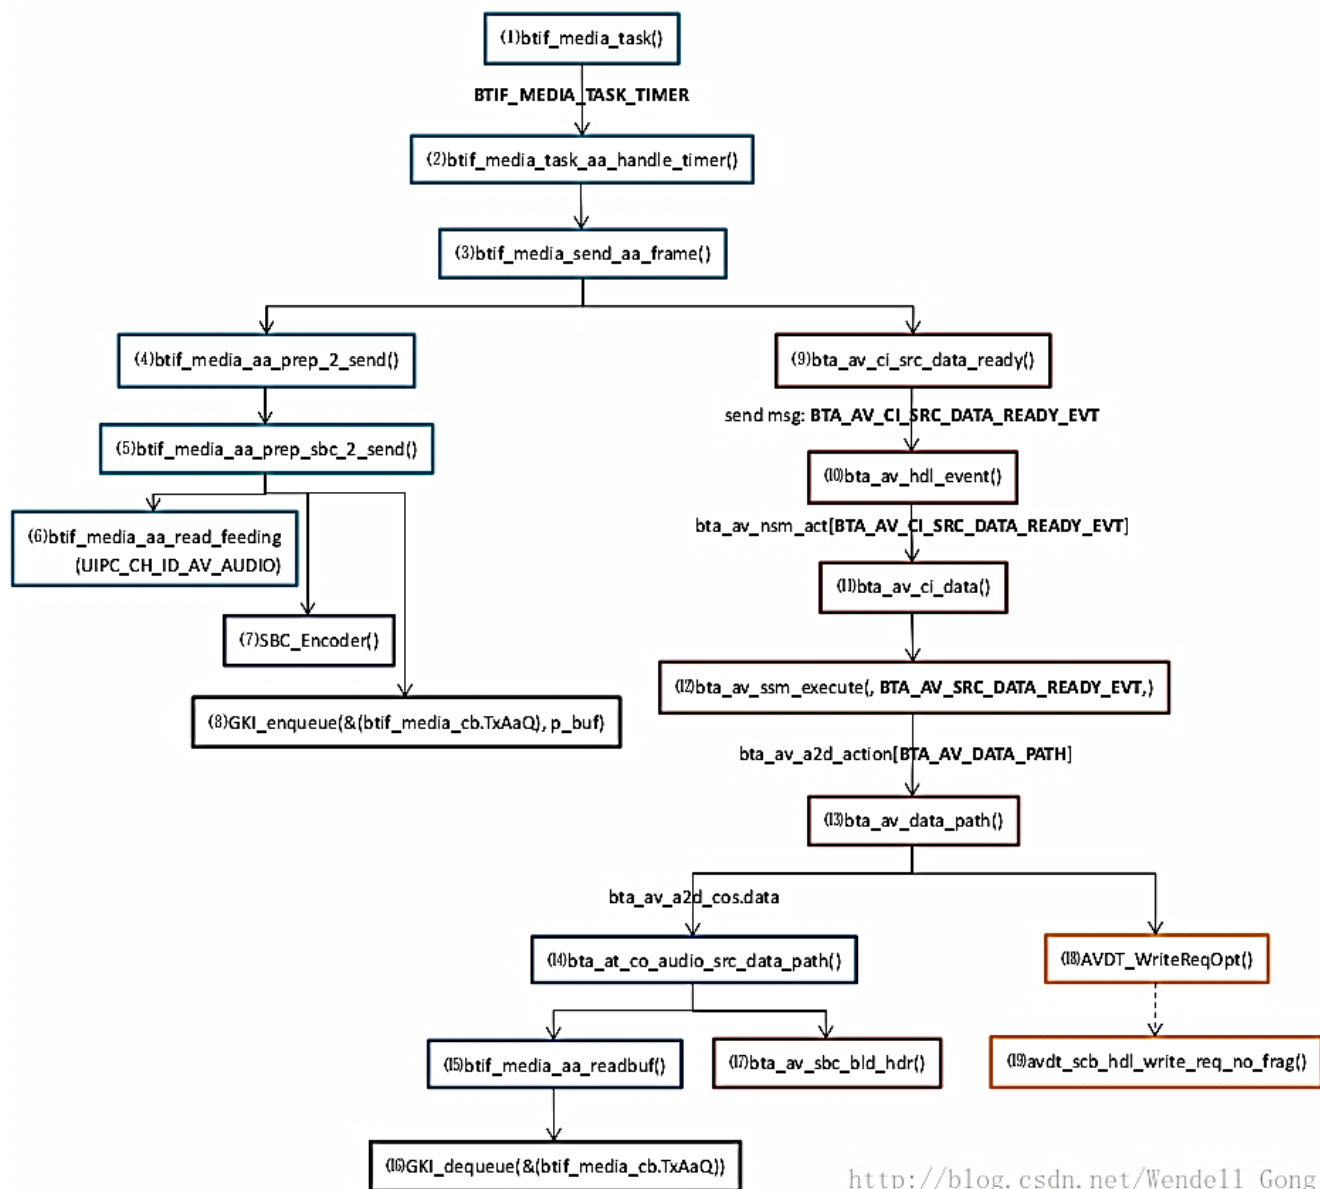 ⑴btif_media_task()
BTIF_MEDIA_TASK_TIMER
⑵btif_media_task_aa_handle_timer()
⑶btif_media_send_aa_frame()
⑷btif_media_aa_prep_2_send()
⑼bta_av_ci_src_data_ready()
send msg: BTA_AV_CI_SRC_DATA_READY_EVT
⑸btif_media_aa_prep_sbc_2_send()
⑽bta_av_hdl_event()
bta_av_nsm_act[BTA_AV_CI_SRC_DATA_READY_EVT]
⑹btif_media_aa_read_feeding
(UIPC_CH_ID_AV_AUDIO)
⑾bta_av_ci_data()
⑺SBC_Encoder()
⑿bta_av_ssm_execute(, BTA_AV_SRC_DATA_READY_EVT,)
⑻GKI_enqueue(&(btif_media_cb.TxAaQ), p_buf)
bta_av_a2d_action[BTA_AV_DATA_PATH]
⒀bta_av_data_path()
bta_av_a2d_cos.data
⒁bta_at_co_audio_src_data_path()
⒅AVDT_WriteReqOpt()
⒂btif_media_aa_readbuf()
⒄bta_av_sbc_bld_hdr()
⒆avdt_scb_hdl_write_req_no_frag()
⒃GKI_dequeue(&(btif_media_cb.TxAaQ))
http://blog.csdn.net/Wendell_Gong